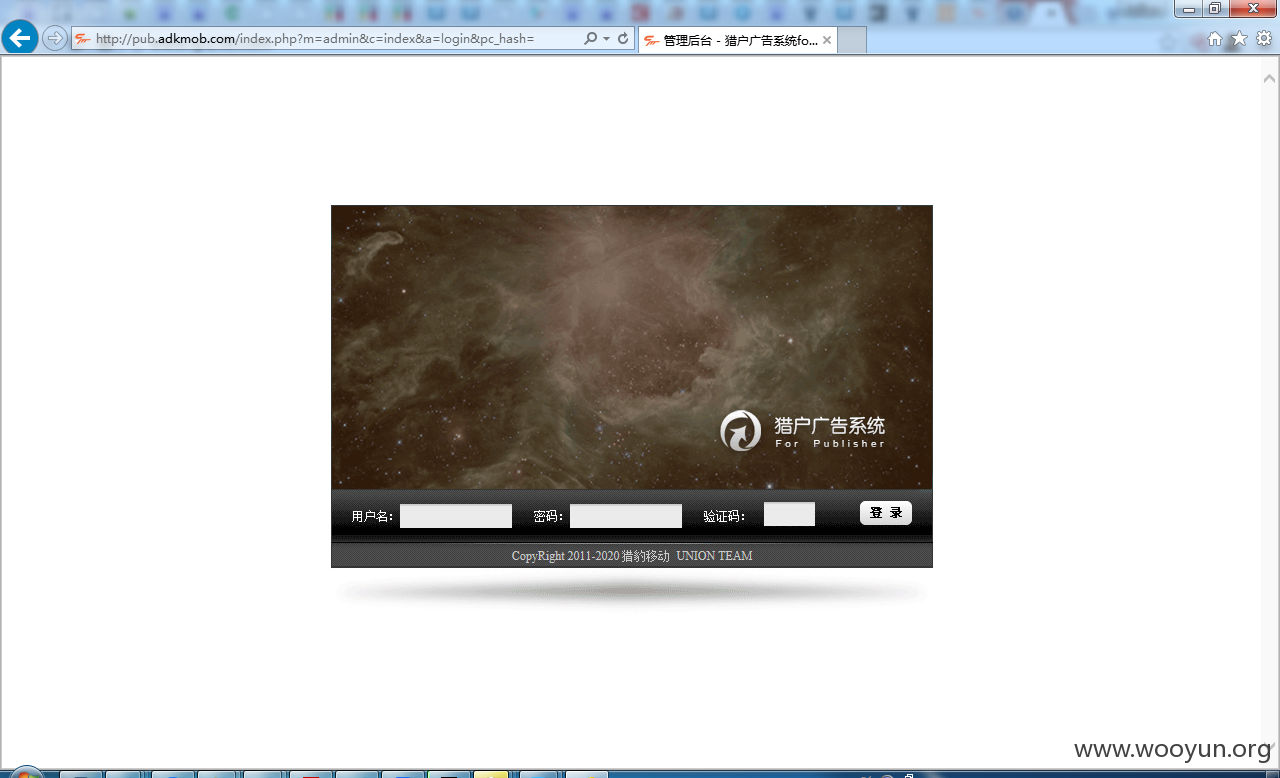 http://pub.adkmob.com/index.php?m=admin&c=index&a=login&pc_hash=
管理后台 - 猎户广告系统fo...
猎户广告系统
For Publisher
用户名： 密码： 验证码： 登 录
CopyRight 2011-2020 猎豹移动 UNION TEAM
www.wooyun.org